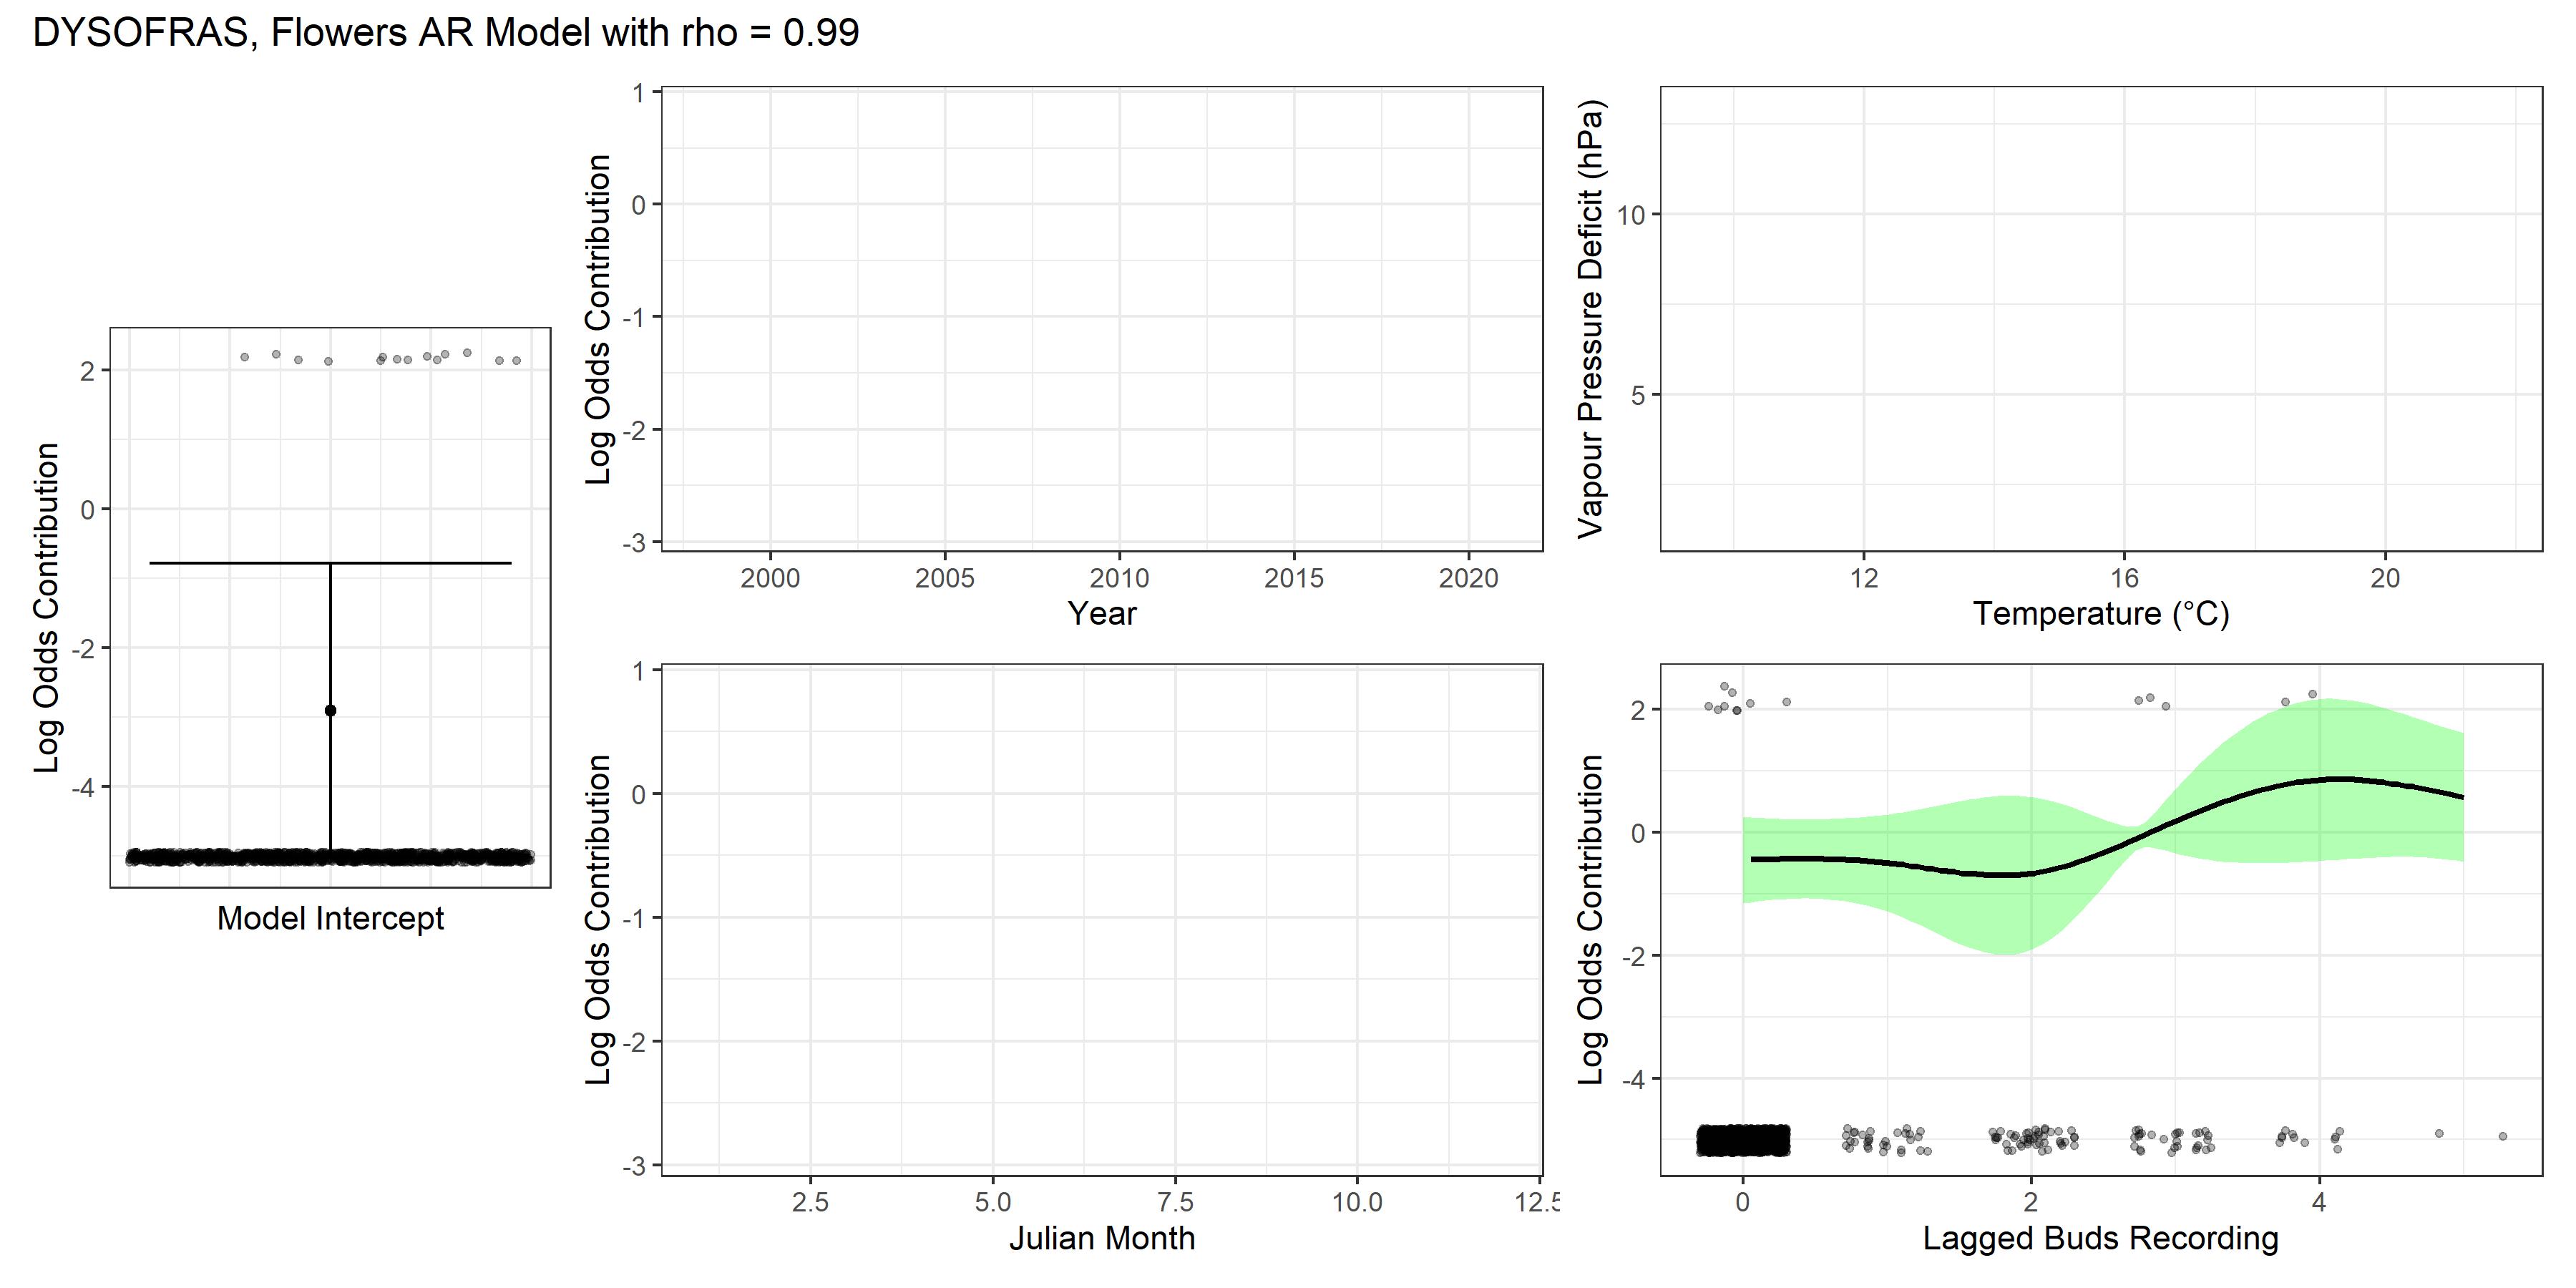 DYSOFRAS, Flowers AR Model with rho = 0.99
Log Odds Contribution
2
0
-2
-4
Model Intercept
Log Odds Contribution
1
0
-1
-2
-3
2000 2005 2010 2015 2020
Year
Vapour Pressure Deficit (hPa)
10
5
12 16 20
Temperature (°C)
Log Odds Contribution
1
0
-1
-2
-3
2.5 5.0 7.5 10.0 12.5
Julian Month
Log Odds Contribution
2
0
-2
-4
0 2 4
Lagged Buds Recording